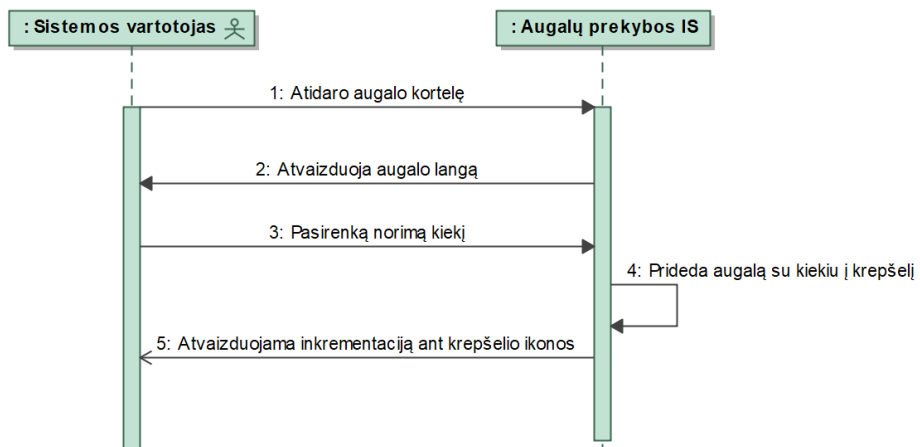 : Sistemos vartotojas
: Augalų prekybos IS
1: Atidaro augalo kortelę
2: Atvaizduoja augalo langą
3: Pasirenką norimą kiekį
4: Prideda augalą su kiekiu į krepšelį
5: Atvaizduojama inkrementaciją ant krepšelio ikonos